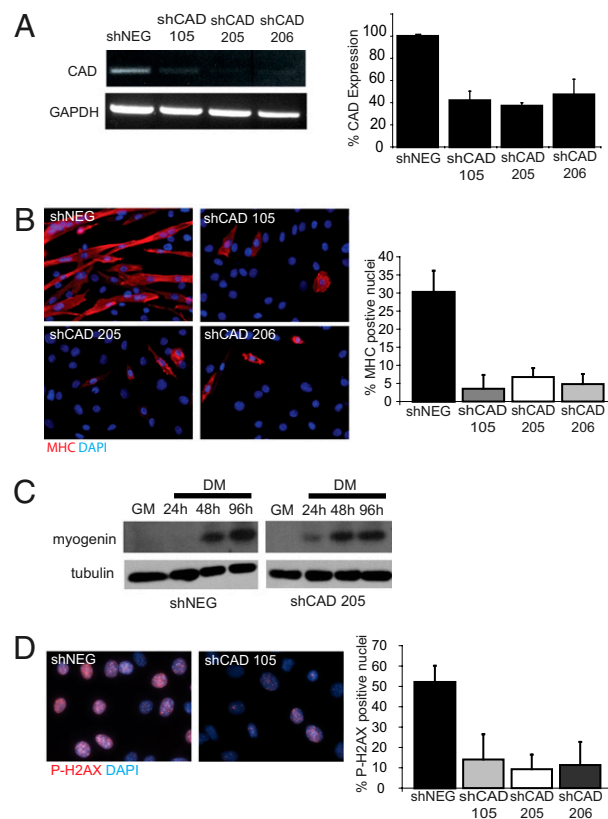 A
shNEG
shCAD 105
shCAD 205
shCAD 206
CAD
GAPDH
% CAD Expression
100
80
60
40
20
0
shNEG
shCAD 105
shCAD 205
shCAD 206
B
shNEG
shCAD 105
shCAD 205
shCAD 206
MHC DAPI
% MHC positive nuclei
40
35
30
25
20
15
10
5
0
shNEG
shCAD 105
shCAD 205
shCAD 206
C
DM
DM
GM 24h 48h 96h
GM 24h 48h 96h
myogenin
tubulin
shNEG
shCAD 205
D
shNEG
shCAD 105
P-H2AX DAPI
% P-H2AX positive nuclei
70
60
50
40
30
20
10
0
shNEG
shCAD 105
shCAD 205
shCAD 206